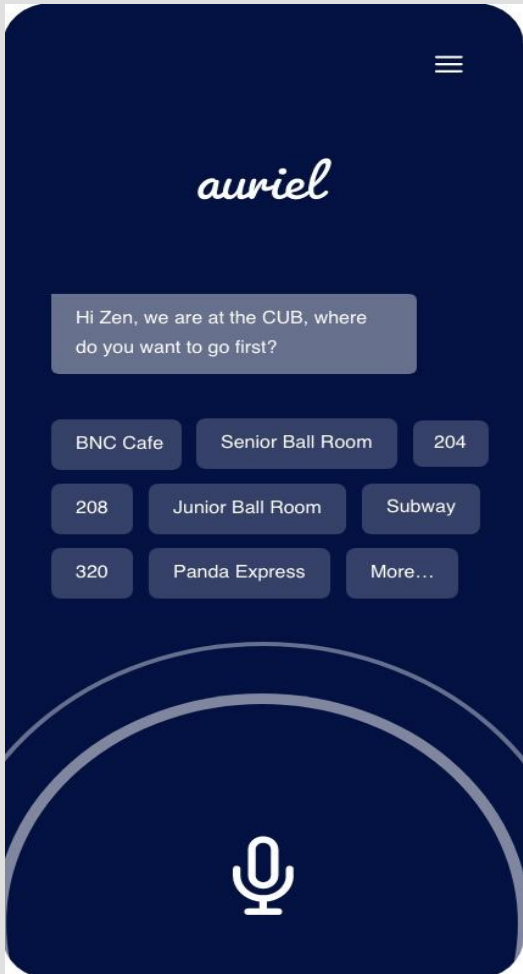 auriel
Hi Zen, we are at the CUB, where
do you want to go first?
BNC Cafe
Senior Ball Room
204
208
Junior Ball Room
Subway
320
Panda Express
More...